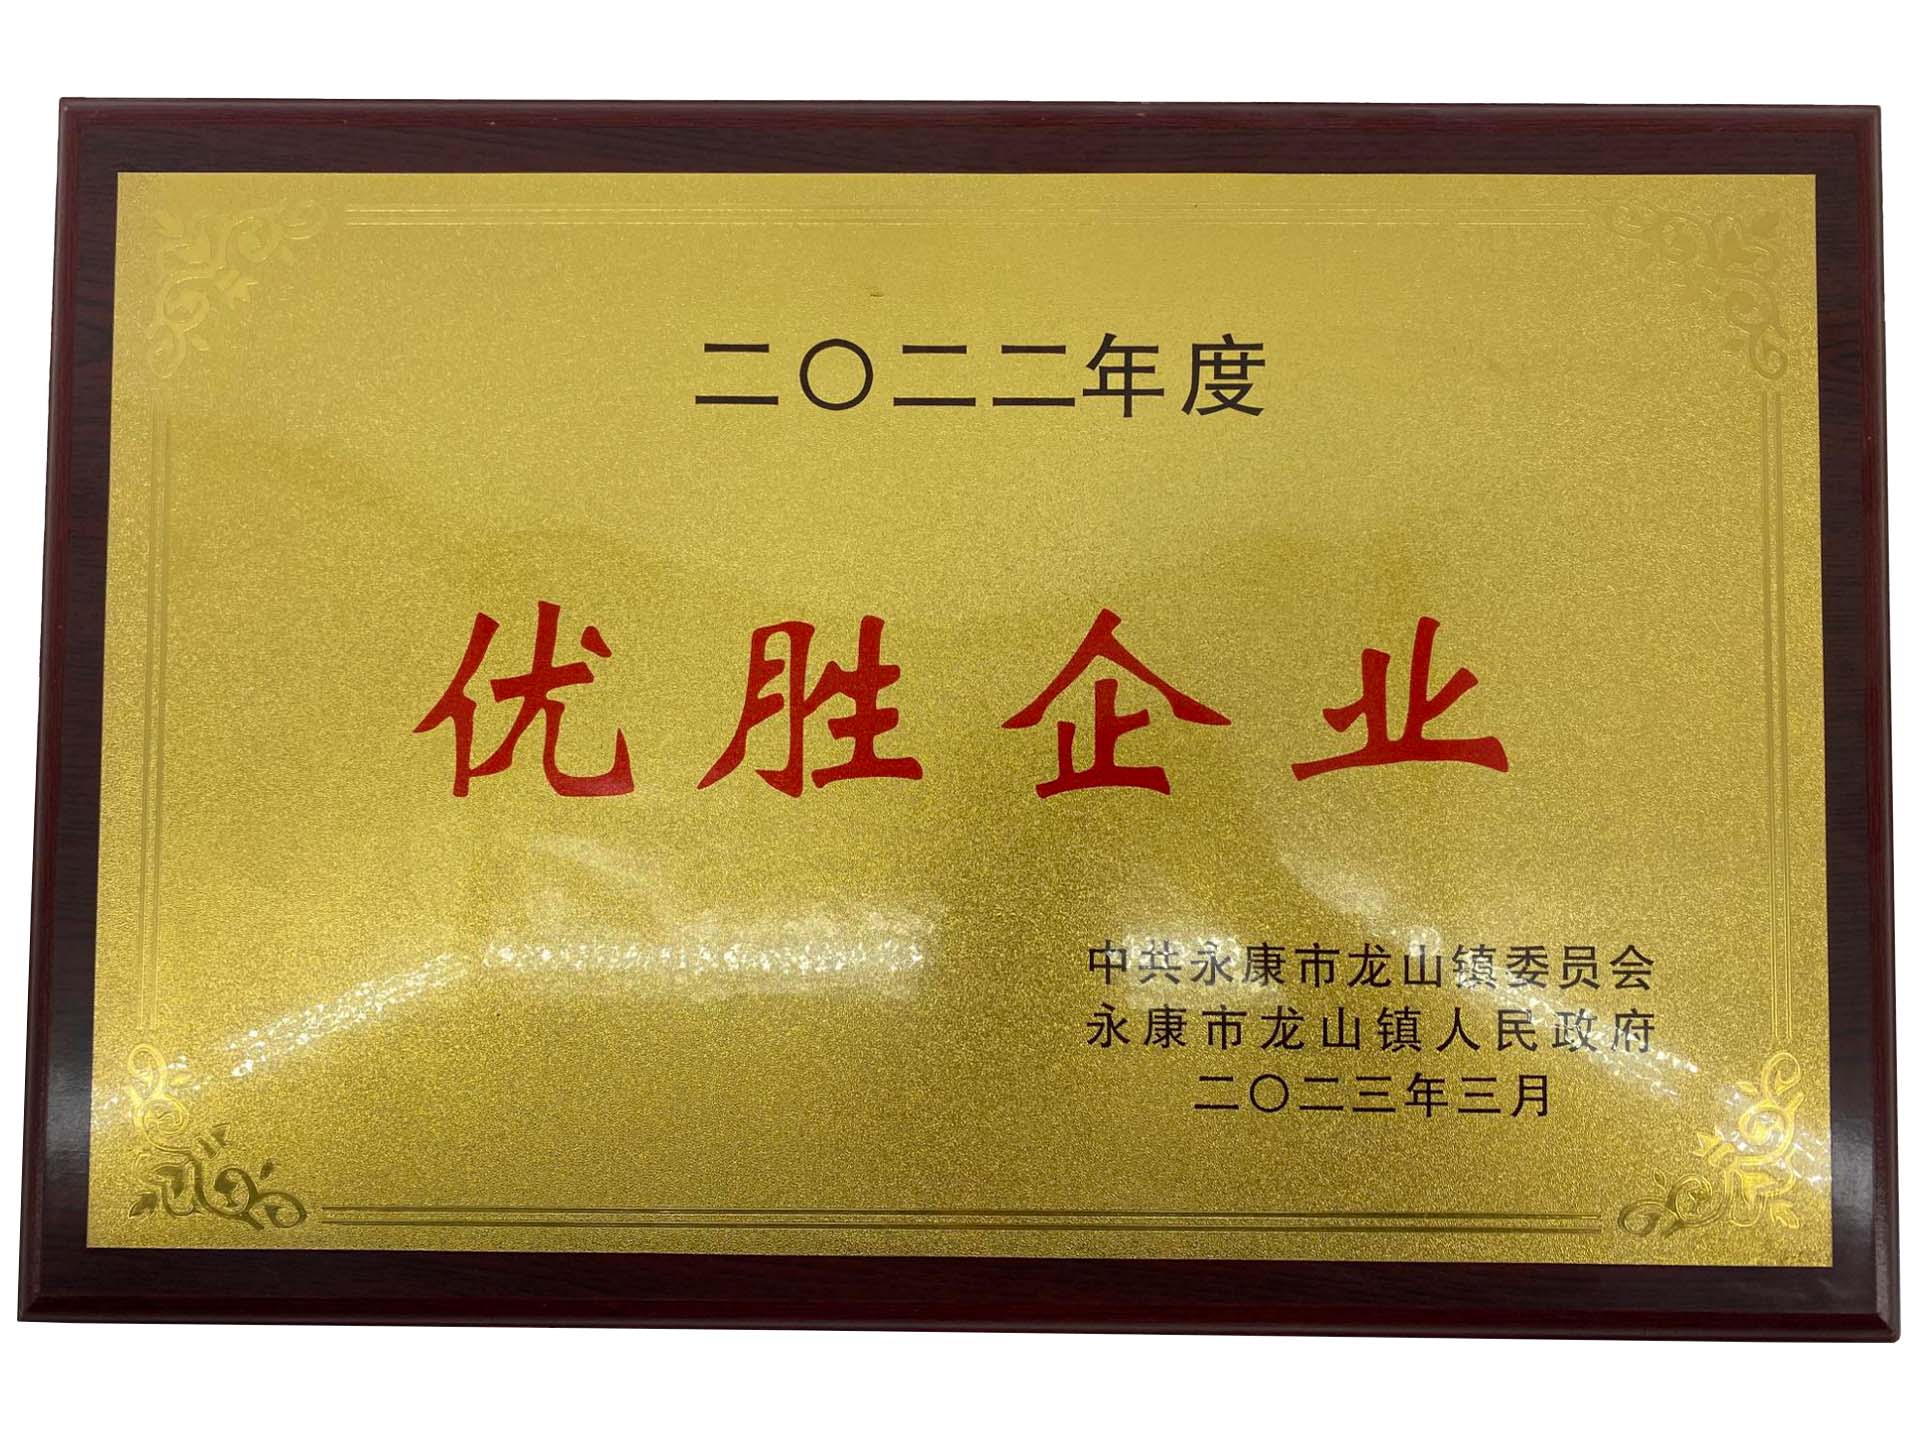 二〇二二年度
优胜企业
中共永康市龙山镇委员会
永康市龙山镇人民政府
二〇二三年三月